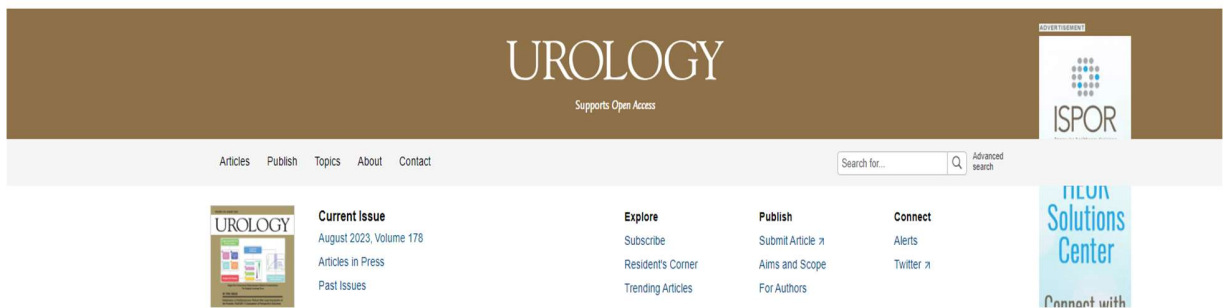 ADVERTISEMENT
UROLOGY
Supports Open Access
ISPOR
Articles Publish Topics About Contact
Search for...
Advanced search
HEOR
Solutions
Center
Connect with
UROLOGY
Current Issue
August 2023, Volume 178
Articles in Press
Past Issues
Explore
Subscribe
Resident's Corner
Trending Articles
Publish
Submit Article ↗
Aims and Scope
For Authors
Connect
Alerts
Twitter ↗